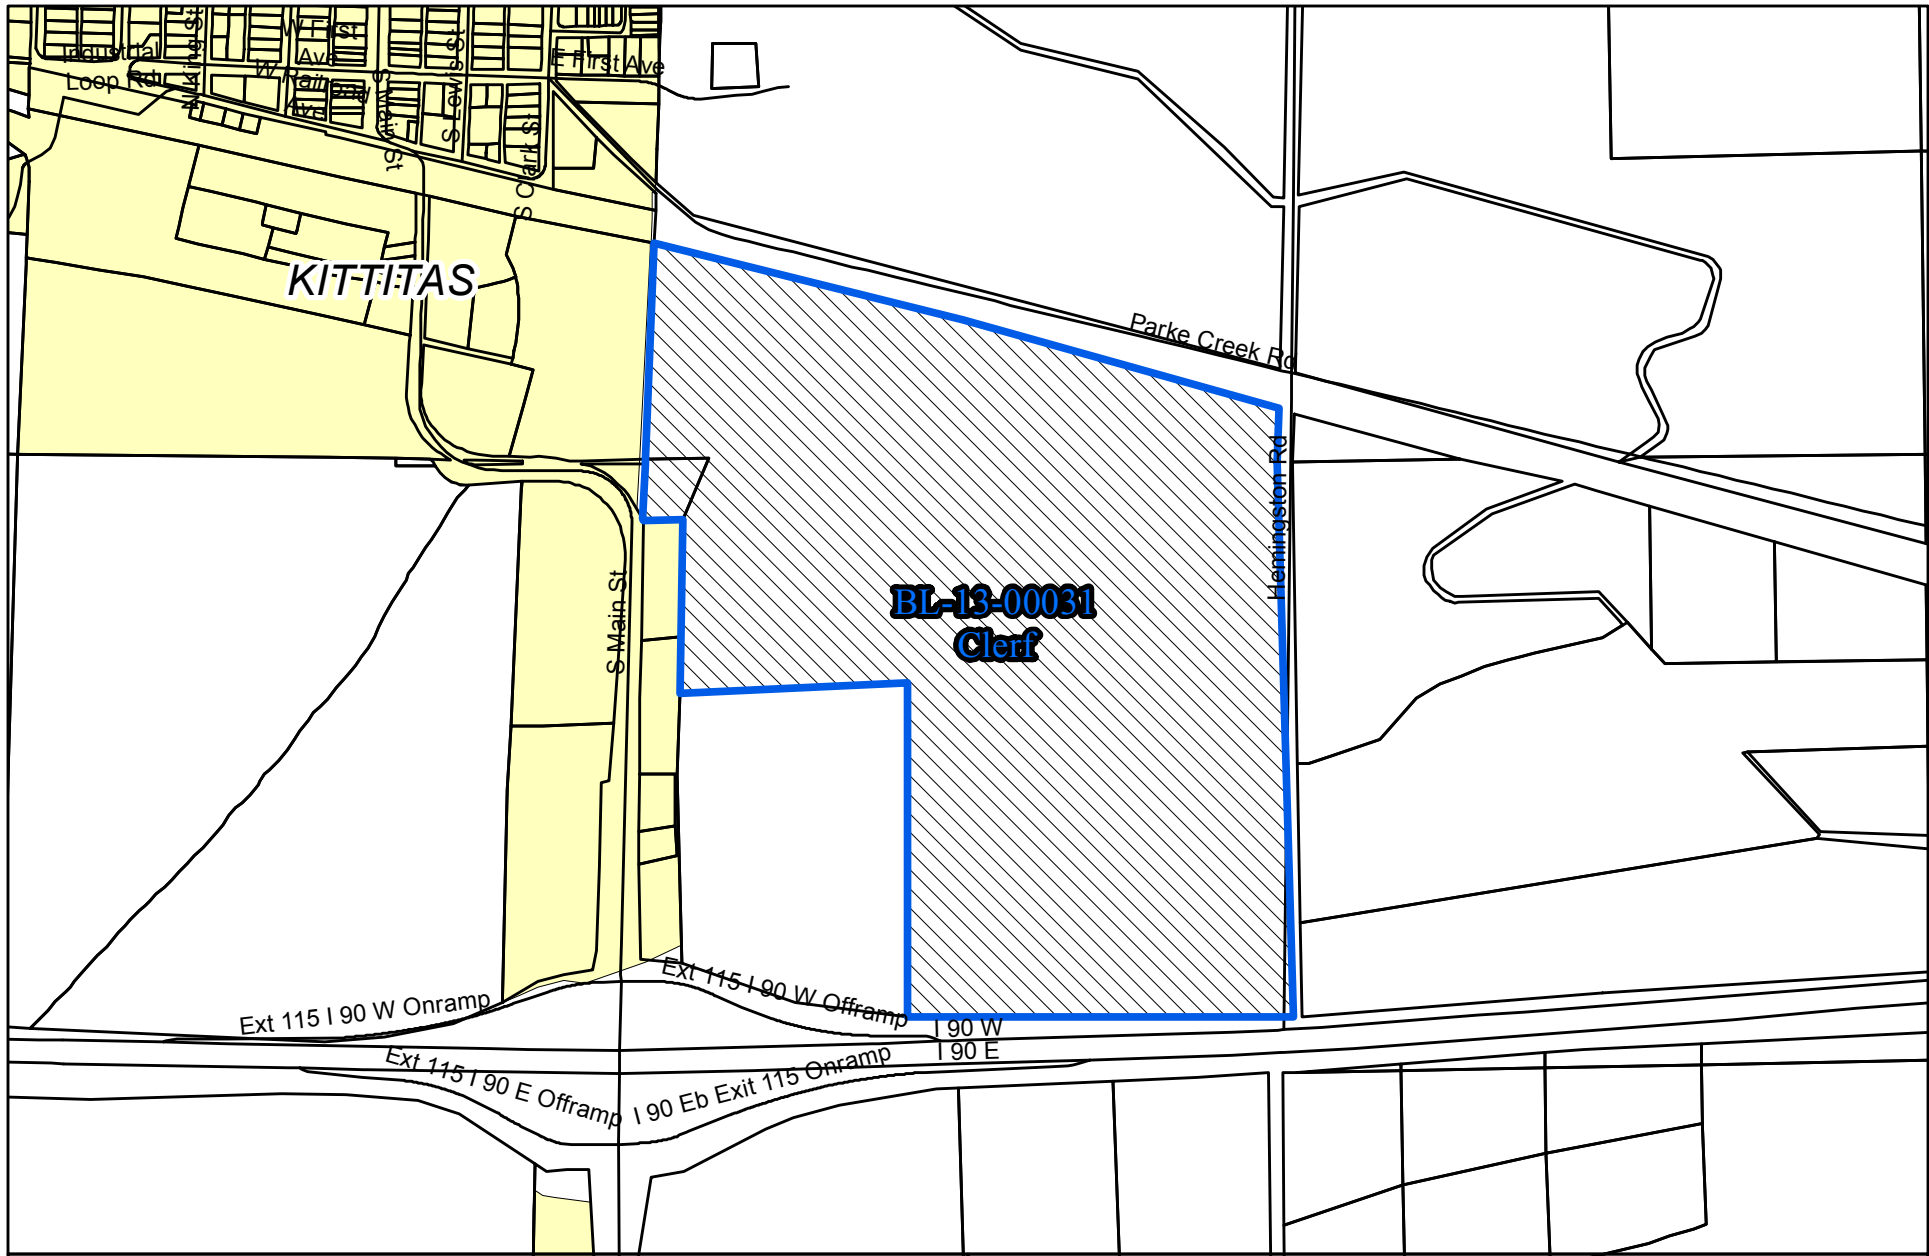 N King St
W First
Ave
Industrial
Loop Rd
W Railroad
Ave
S Main St
S Lewis St
E First Ave
S Clark St
KITTITAS
Parke Creek Rd
Hemingston Rd
BL-13-00031
Clerf
S Main St
Ext 115 I 90 W Offramp
Ext 115 I 90 W Onramp
I 90 W
I 90 E
Ext 115 I 90 E Offramp
I 90 Eb Exit 115 Onramp